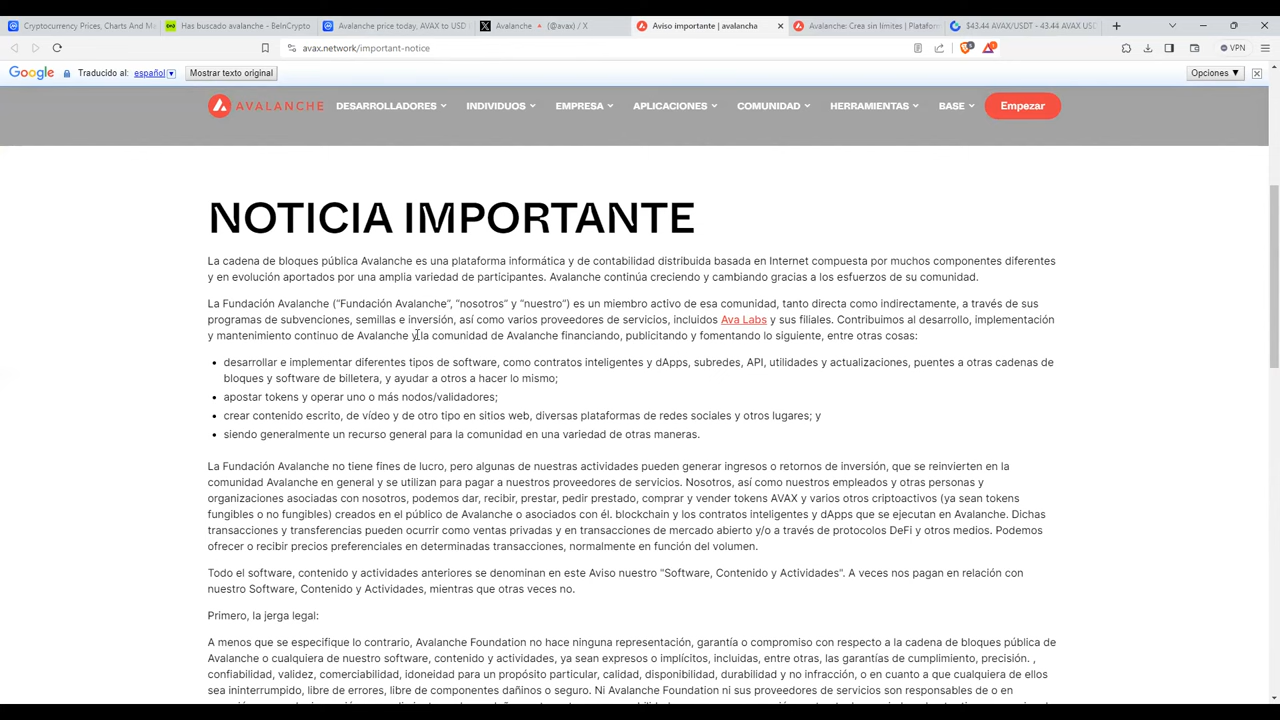 Cryptocurrency Prices, Charts And M
Has buscado avalanche - BeInCrypto
Avalanche price today, AVAX to USD
Avalanche 🔺 (@avax) / X
Aviso importante | avalancha
Avalanche: Crea sin límites | Platafor
$43.44 AVAX/USDT - 43.44 AVAX USD
avax.network/important-notice
VPN
Google
Traducido al: español
Mostrar texto original
Opciones ▼
AVALANCHE
DESARROLLADORES
INDIVIDUOS
EMPRESA
APLICACIONES
COMUNIDAD
HERRAMIENTAS
BASE
Empezar
NOTICIA IMPORTANTE
La cadena de bloques pública Avalanche es una plataforma informática y de contabilidad distribuida basada en Internet compuesta por muchos componentes diferentes
y en evolución aportados por una amplia variedad de participantes. Avalanche continúa creciendo y cambiando gracias a los esfuerzos de su comunidad.
La Fundación Avalanche ("Fundación Avalanche", "nosotros" y "nuestro") es un miembro activo de esa comunidad, tanto directa como indirectamente, a través de sus
programas de subvenciones, semillas e inversión, así como varios proveedores de servicios, incluidos Ava Labs y sus filiales. Contribuimos al desarrollo, implementación
y mantenimiento continuo de Avalanche y la comunidad de Avalanche financiando, publicitando y fomentando lo siguiente, entre otras cosas:
• desarrollar e implementar diferentes tipos de software, como contratos inteligentes y dApps, subredes, API, utilidades y actualizaciones, puentes a otras cadenas de
bloques y software de billetera, y ayudar a otros a hacer lo mismo;
• apostar tokens y operar uno o más nodos/validadores;
• crear contenido escrito, de vídeo y de otro tipo en sitios web, diversas plataformas de redes sociales y otros lugares; y
• siendo generalmente un recurso general para la comunidad en una variedad de otras maneras.
La Fundación Avalanche no tiene fines de lucro, pero algunas de nuestras actividades pueden generar ingresos o retornos de inversión, que se reinvierten en la
comunidad Avalanche en general y se utilizan para pagar a nuestros proveedores de servicios. Nosotros, así como nuestros empleados y otras personas y
organizaciones asociadas con nosotros, podemos dar, recibir, prestar, pedir prestado, comprar y vender tokens AVAX y varios otros criptoactivos (ya sean tokens
fungibles o no fungibles) creados en el público de Avalanche o asociados con él. blockchain y los contratos inteligentes y dApps que se ejecutan en Avalanche. Dichas
transacciones y transferencias pueden ocurrir como ventas privadas y en transacciones de mercado abierto y/o a través de protocolos DeFi y otros medios. Podemos
ofrecer o recibir precios preferenciales en determinadas transacciones, normalmente en función del volumen.
Todo el software, contenido y actividades anteriores se denominan en este Aviso nuestro "Software, Contenido y Actividades". A veces nos pagan en relación con
nuestro Software, Contenido y Actividades, mientras que otras veces no.
Primero, la jerga legal:
A menos que se especifique lo contrario, Avalanche Foundation no hace ninguna representación, garantía o compromiso con respecto a la cadena de bloques pública de
Avalanche o cualquiera de nuestro software, contenido y actividades, ya sean expresos o implícitos, incluidas, entre otras, las garantías de cumplimiento, precisión. ,
confiabilidad, validez, comerciabilidad, idoneidad para un propósito particular, calidad, disponibilidad, durabilidad y no infracción, o en cuanto a que cualquiera de ellos
sea ininterrumpido, libre de errores, libre de componentes dañinos o seguro. Ni Avalanche Foundation ni sus proveedores de servicios son responsables de o en